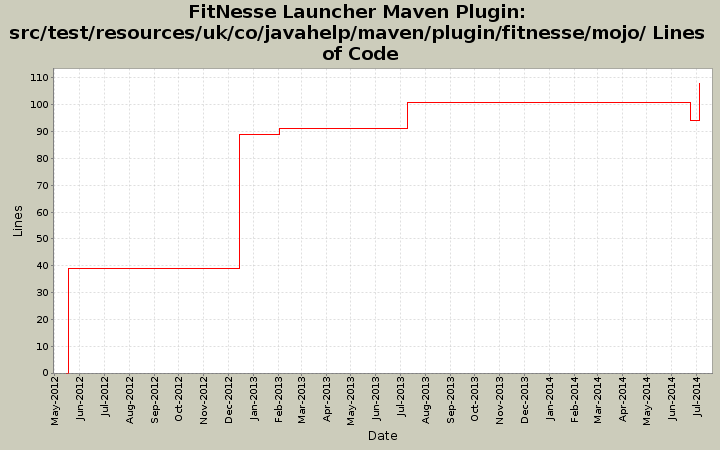 FitNesse Launcher Maven Plugin:
src/test/resources/uk/co/javahelp/maven/plugin/fitnesse/mojo/ Lines
of Code
Lines
110
100
90
80
70
60
50
40
30
20
10
0
May-2012
Jun-2012
Jul-2012
Aug-2012
Sep-2012
Oct-2012
Nov-2012
Dec-2012
Jan-2013
Feb-2013
Mar-2013
Apr-2013
May-2013
Jun-2013
Jul-2013
Aug-2013
Sep-2013
Oct-2013
Nov-2013
Dec-2013
Jan-2014
Feb-2014
Mar-2014
Apr-2014
May-2014
Jun-2014
Jul-2014
Date